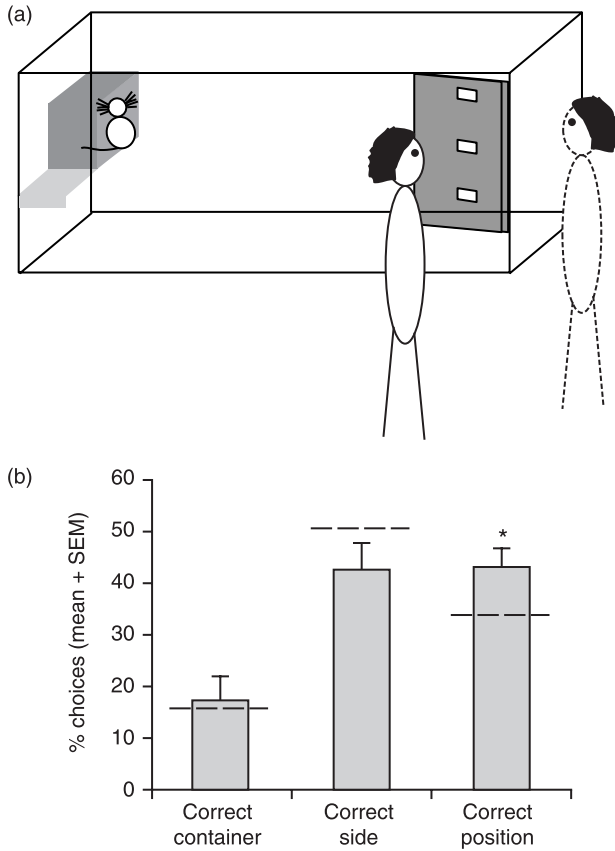 (a)
(b)
% choices (mean + SEM)
60
50
40
30
20
10
0
*
Correct
container
Correct
side
Correct
position